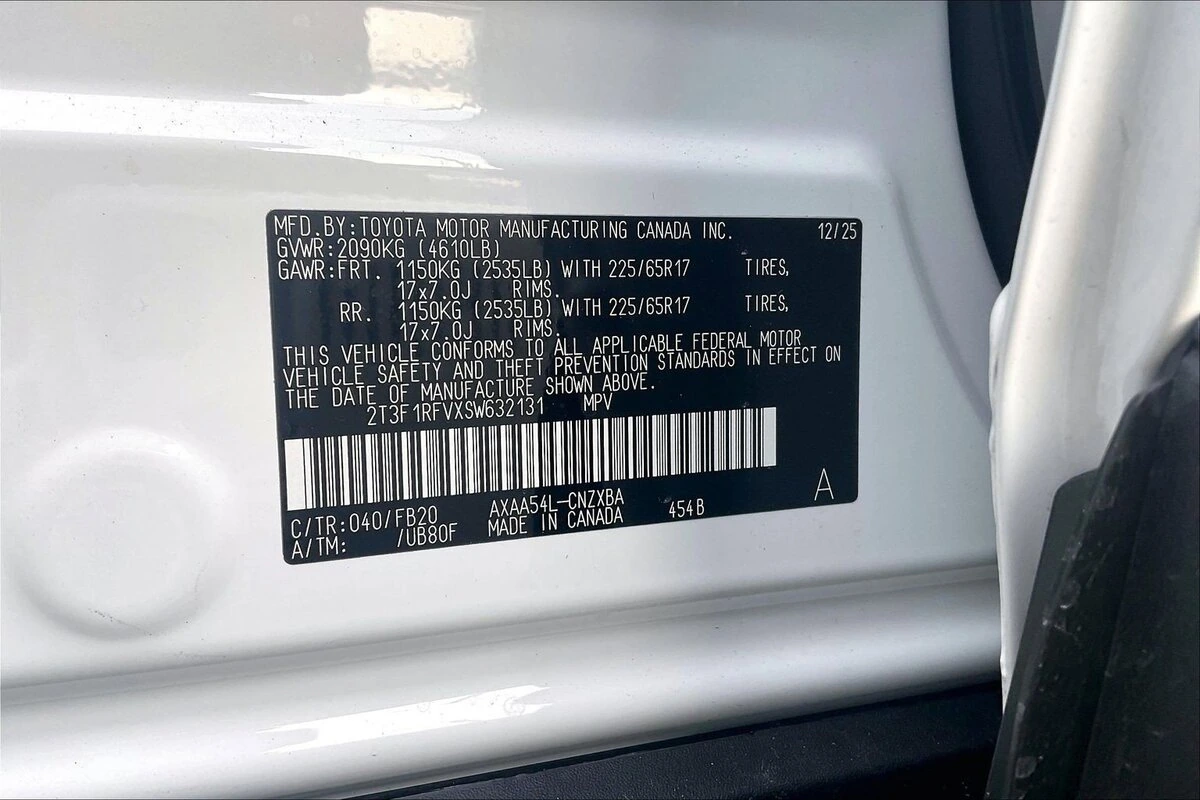 MFD.BY:TOYOTA MOTOR MANUFACTURING CANADA INC. 12/25
GVWR:2090KG (4610LB)
GAWR:FRT. 1150KG (2535LB) WITH 225/65R17 TIRES,
17x7.0J RIMS.
RR. 1150KG (2535LB) WITH 225/65R17 TIRES,
17x7.0J RIMS.
THIS VEHICLE CONFORMS TO ALL APPLICABLE FEDERAL MOTOR
VEHICLE SAFETY AND THEFT PREVENTION STANDARDS IN EFFECT ON
THE DATE OF MANUFACTURE SHOWN ABOVE.
2T3F1RFVXSW632131 MPV
C/TR:040/FB20 AXAA54L-CNZXBA 454B A
A/TM: /UB80F MADE IN CANADA